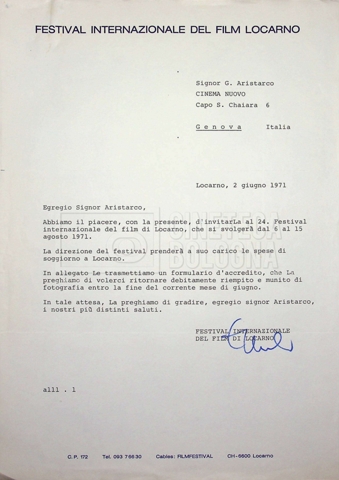 FESTIVAL INTERNAZIONALE DEL FILM LOCARNO
Signor G. Aristarco
CINEMA NUOVO
Capo S. Chaiara 6
Genova Italia
Locarno, 2 giugno 1971
Egregio Signor Aristarco,
Abbiamo il piacere, con la presente, d'invitarLa al 24. Festival
internazionale del film di Locarno, che si svolgerà dal 6 al 15
agosto 1971.
La direzione del festival prenderà a suo carico le spese di
soggiorno a Locarno.
In allegato Le trasmettiamo un formulario d'accredito, che La
preghiamo di volerci ritornare debitamente riempito e munito di
fotografia entro la fine del corrente mese di giugno.
In tale attesa, La preghiamo di gradire, egregio signor Aristarco,
i nostri più distinti saluti.
FESTIVAL INTERNAZIONALE
DEL FILM DI LOCARNO
alll . 1
C.P. 172 Tel. 093 7 66 30 Cables: FILMFESTIVAL CH-6600 Locarno
CINETECA
BOLOGNA